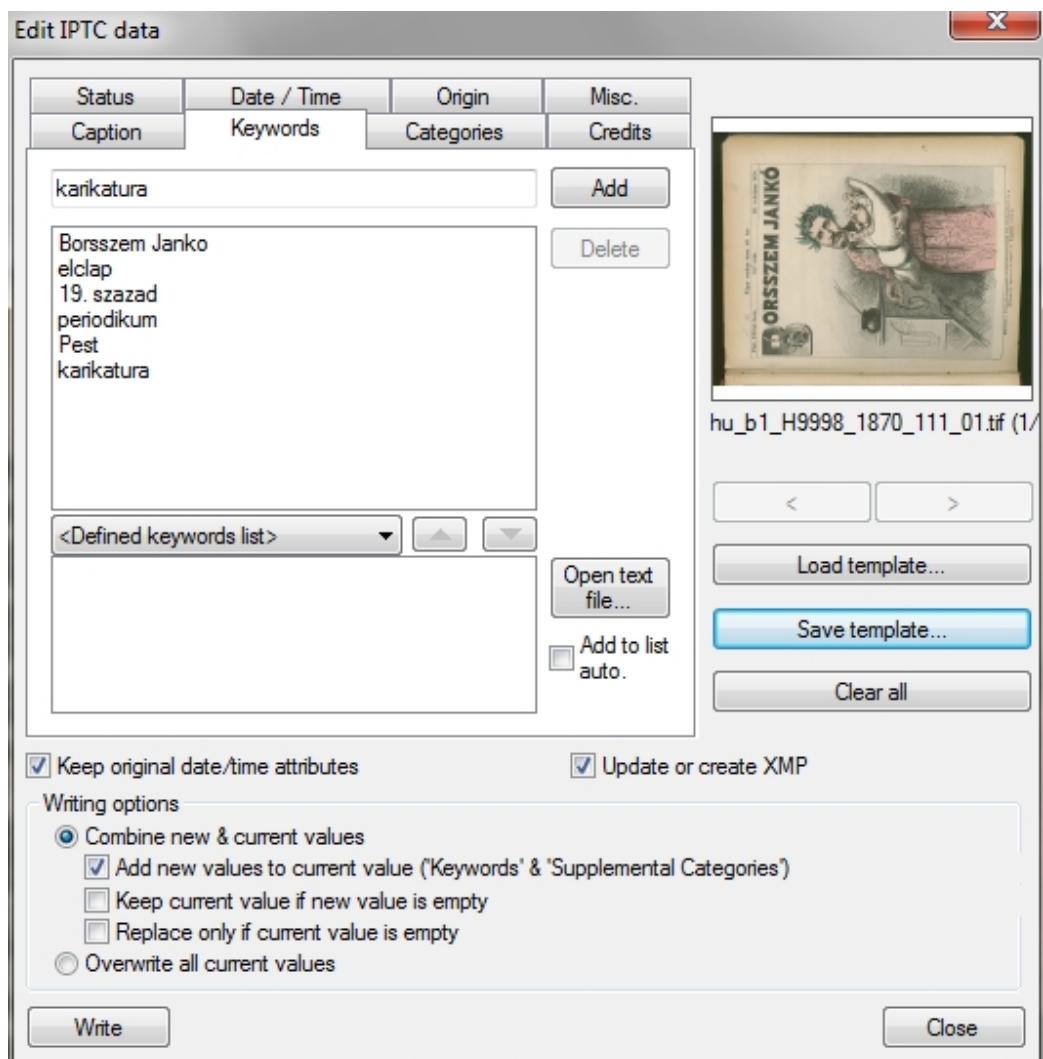 Edit IPTC data
Status
Date / Time
Origin
Misc.
Caption
Keywords
Categories
Credits
karikatura
Add
Borsszem Janko
elclap
19. szazad
periodikum
Pest
karikatura
Delete
<Defined keywords list>
Open text
file...
Add to list
auto.
ORSSZEM JANKÓ
hu_b1_H9998_1870_111_01.tif (1/
<
>
Load template...
Save template...
Clear all
Keep original date/time attributes
Update or create XMP
Writing options
Combine new & current values
Add new values to current value ('Keywords' & 'Supplemental Categories')
Keep current value if new value is empty
Replace only if current value is empty
Overwrite all current values
Write
Close